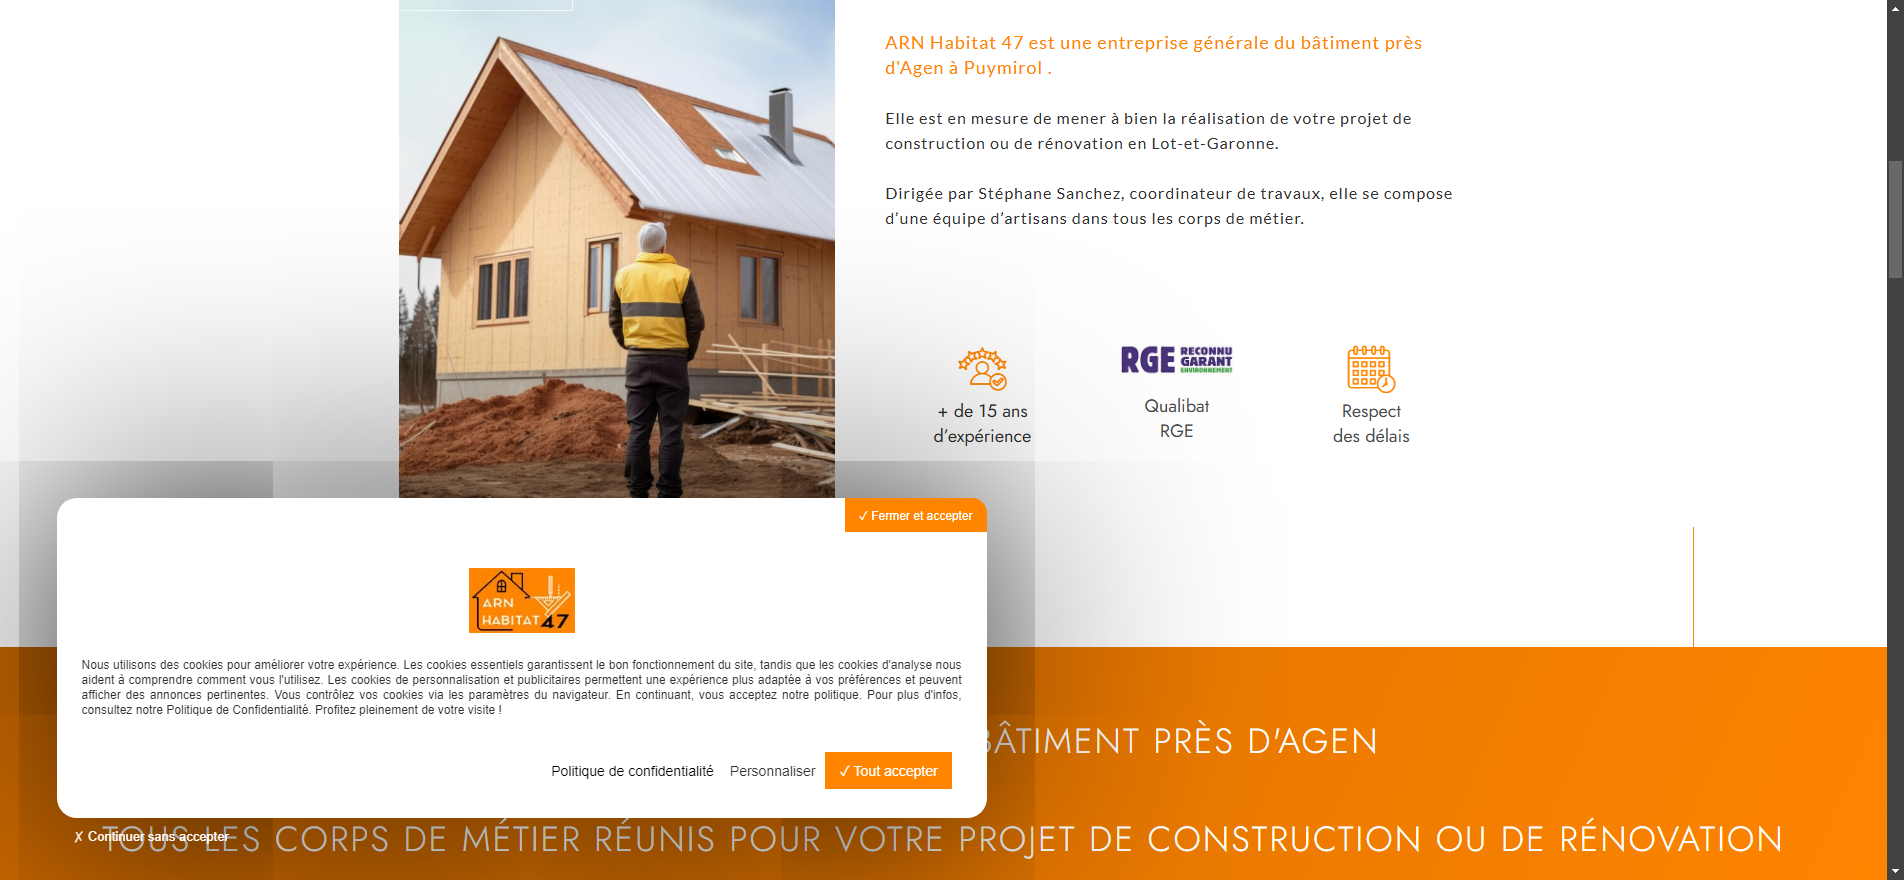 ARN Habitat 47 est une entreprise générale du bâtiment près
d'Agen à Puymirol .
Elle est en mesure de mener à bien la réalisation de votre projet de
construction ou de rénovation en Lot-et-Garonne.
Dirigée par Stéphane Sanchez, coordinateur de travaux, elle se compose
d’une équipe d’artisans dans tous les corps de métier.
RGE RECONNU
GARANT
ENVIRONNEMENT
+ de 15 ans
d’expérience
Qualibat
RGE
Respect
des délais
✓ Fermer et accepter
ARN
HABITAT 47
Nous utilisons des cookies pour améliorer votre expérience. Les cookies essentiels garantissent le bon fonctionnement du site, tandis que les cookies d'analyse nous
aident à comprendre comment vous l'utilisez. Les cookies de personnalisation et publicitaires permettent une expérience plus adaptée à vos préférences et peuvent
afficher des annonces pertinentes. Vous contrôlez vos cookies via les paramètres du navigateur. En continuant, vous acceptez notre politique. Pour plus d'infos,
consultez notre Politique de Confidentialité. Profitez pleinement de votre visite !
BÂTIMENT PRÈS D'AGEN
Politique de confidentialité Personnaliser ✓ Tout accepter
✗ Continuer sans accepter
TOUS LES CORPS DE MÉTIER RÉUNIS POUR VOTRE PROJET DE CONSTRUCTION OU DE RÉNOVATION